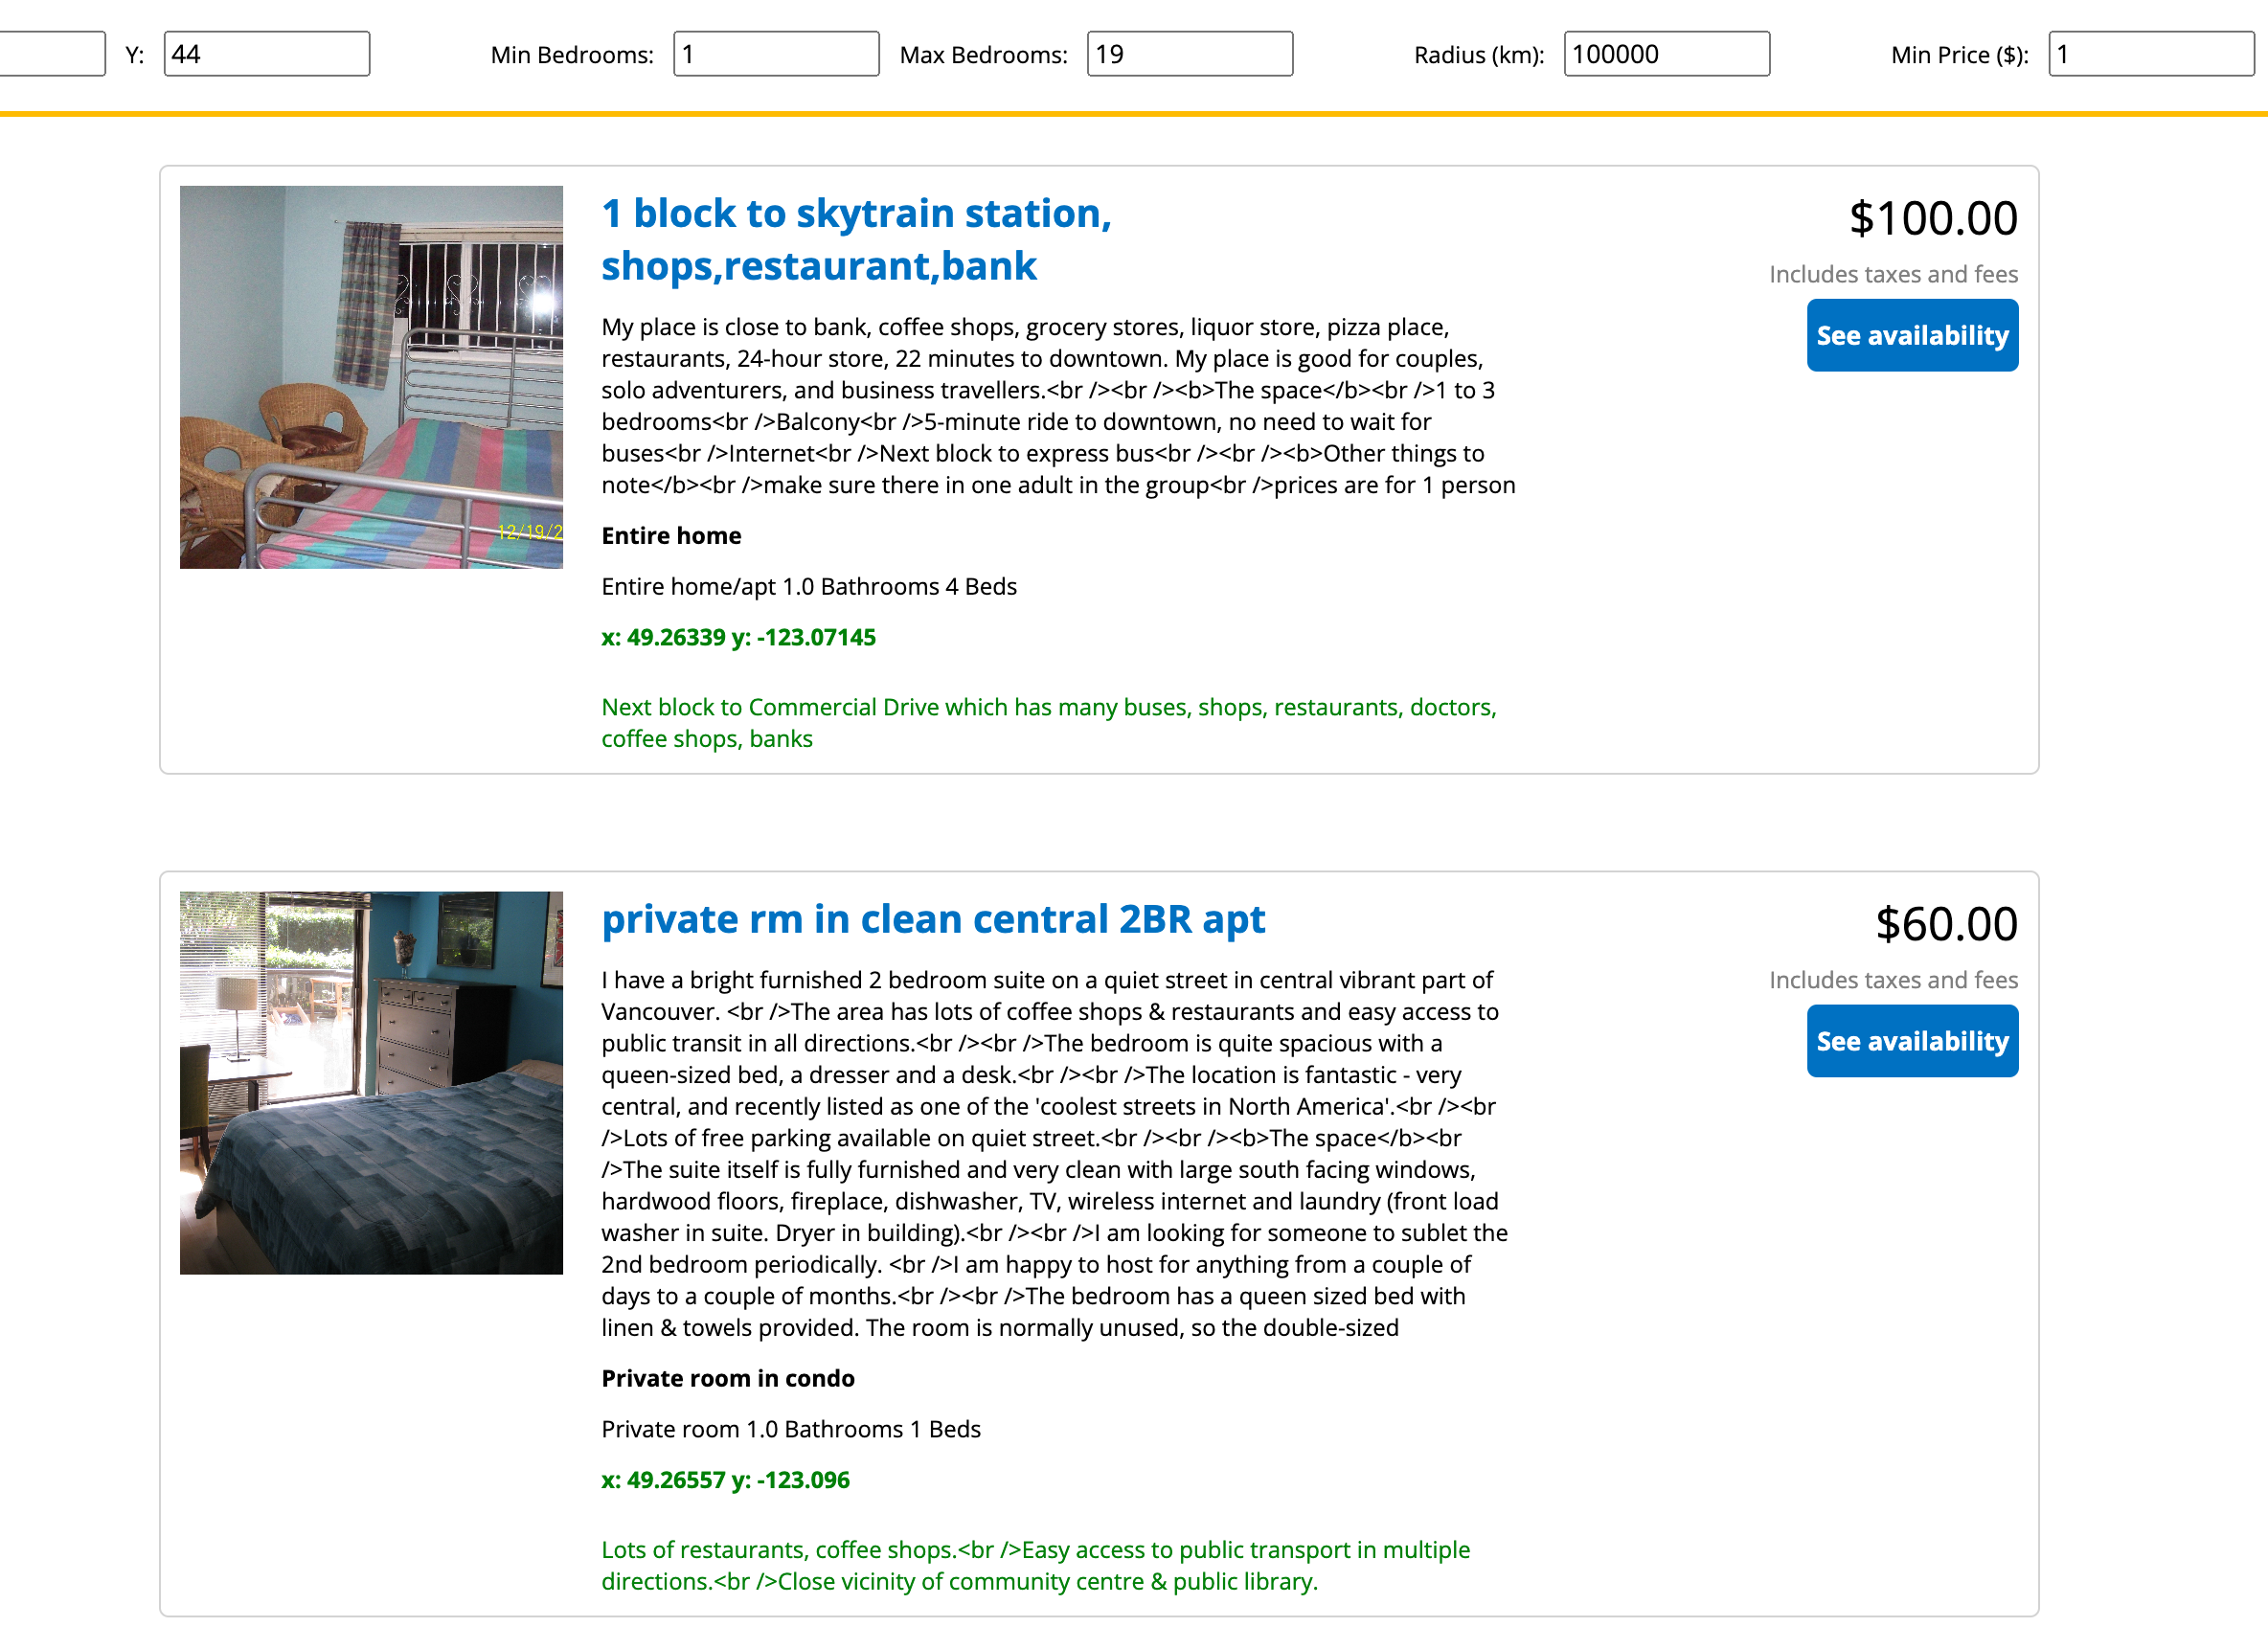 Y: 44 Min Bedrooms: 1 Max Bedrooms: 19 Radius (km): 100000 Min Price ($): 1
1 block to skytrain station,
shops,restaurant,bank
$100.00
Includes taxes and fees
See availability
My place is close to bank, coffee shops, grocery stores, liquor store, pizza place,
restaurants, 24-hour store, 22 minutes to downtown. My place is good for couples,
solo adventurers, and business travellers.<br /><br /><b>The space</b><br />1 to 3
bedrooms<br />Balcony<br />5-minute ride to downtown, no need to wait for
buses<br />Internet<br />Next block to express bus<br /><br /><b>Other things to
note</b><br />make sure there in one adult in the group<br />prices are for 1 person
12/19/2
Entire home
Entire home/apt 1.0 Bathrooms 4 Beds
x: 49.26339 y: -123.07145
Next block to Commercial Drive which has many buses, shops, restaurants, doctors,
coffee shops, banks
private rm in clean central 2BR apt
$60.00
Includes taxes and fees
See availability
I have a bright furnished 2 bedroom suite on a quiet street in central vibrant part of
Vancouver. <br />The area has lots of coffee shops & restaurants and easy access to
public transit in all directions.<br /><br />The bedroom is quite spacious with a
queen-sized bed, a dresser and a desk.<br /><br />The location is fantastic - very
central, and recently listed as one of the 'coolest streets in North America'.<br /><br
/>Lots of free parking available on quiet street.<br /><br /><b>The space</b><br
/>The suite itself is fully furnished and very clean with large south facing windows,
hardwood floors, fireplace, dishwasher, TV, wireless internet and laundry (front load
washer in suite. Dryer in building).<br /><br />I am looking for someone to sublet the
2nd bedroom periodically. <br />I am happy to host for anything from a couple of
days to a couple of months.<br /><br />The bedroom has a queen sized bed with
linen & towels provided. The room is normally unused, so the double-sized
Private room in condo
Private room 1.0 Bathrooms 1 Beds
x: 49.26557 y: -123.096
Lots of restaurants, coffee shops.<br />Easy access to public transport in multiple
directions.<br />Close vicinity of community centre & public library.